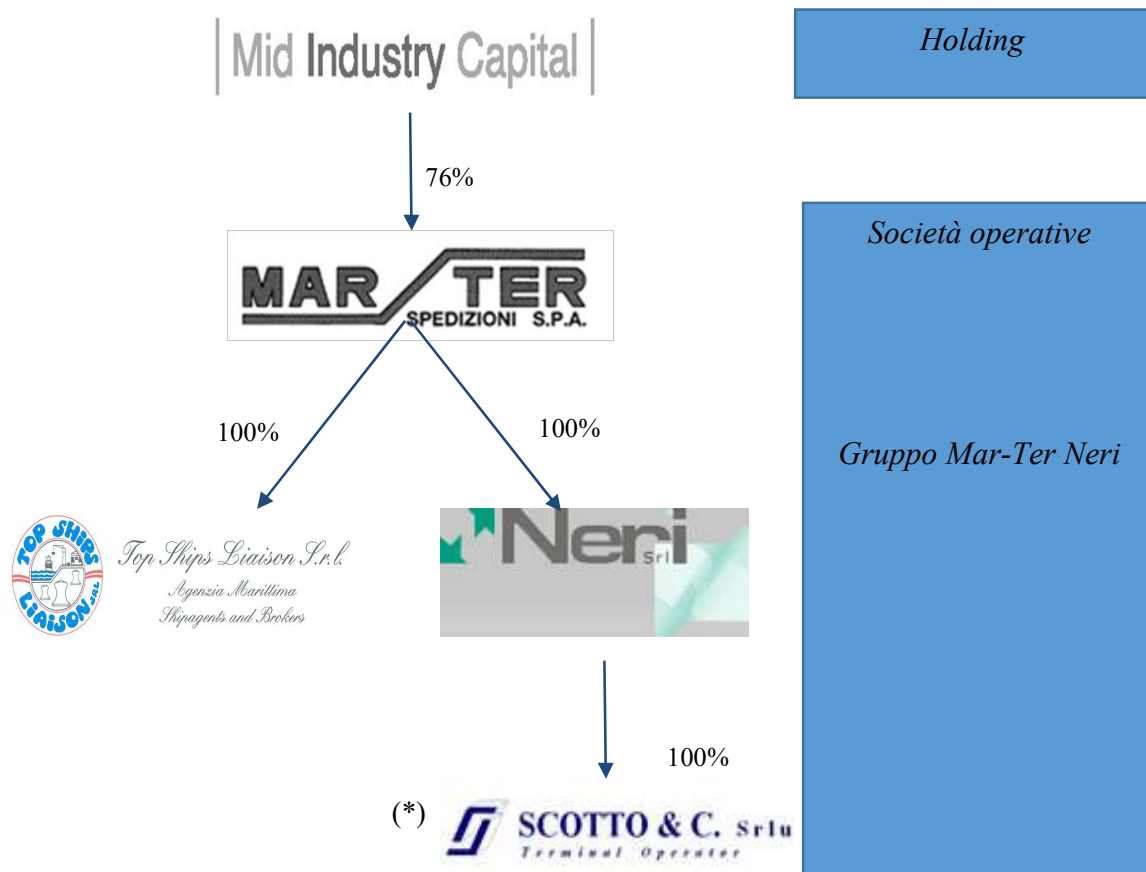 Mid Industry Capital
Holding
76%
Società operative
MAR TER
SPEDIZIONI S.P.A.
100%
100%
Gruppo Mar-Ter Neri
TOP SHIPS
LIAISON SRL
Top Ships Liaison S.r.l.
Agenzia Marittima
Shipagents and Brokers
Neri
Srl
100%
(*)
SCOTTO & C. Srlu
Terminal Operator